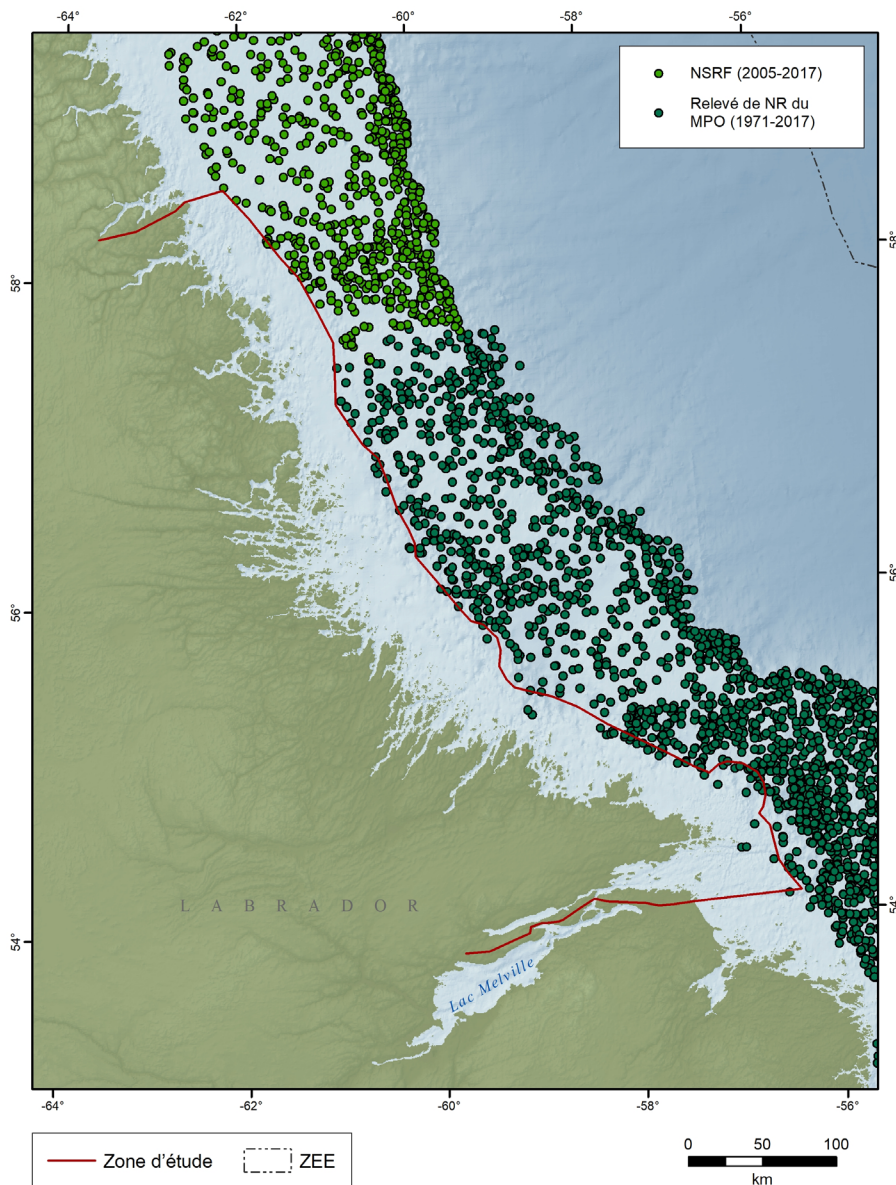 -64° -62° -60° -58° -56°
NSRF (2005-2017)
Relevé de NR du
MPO (1971-2017)
58°
58°
56°
56°
54°
54°
LABRADOR
Lac Melville
-64° -62° -60° -58° -56°
Zone d'étude
ZEE
0 50 100
km